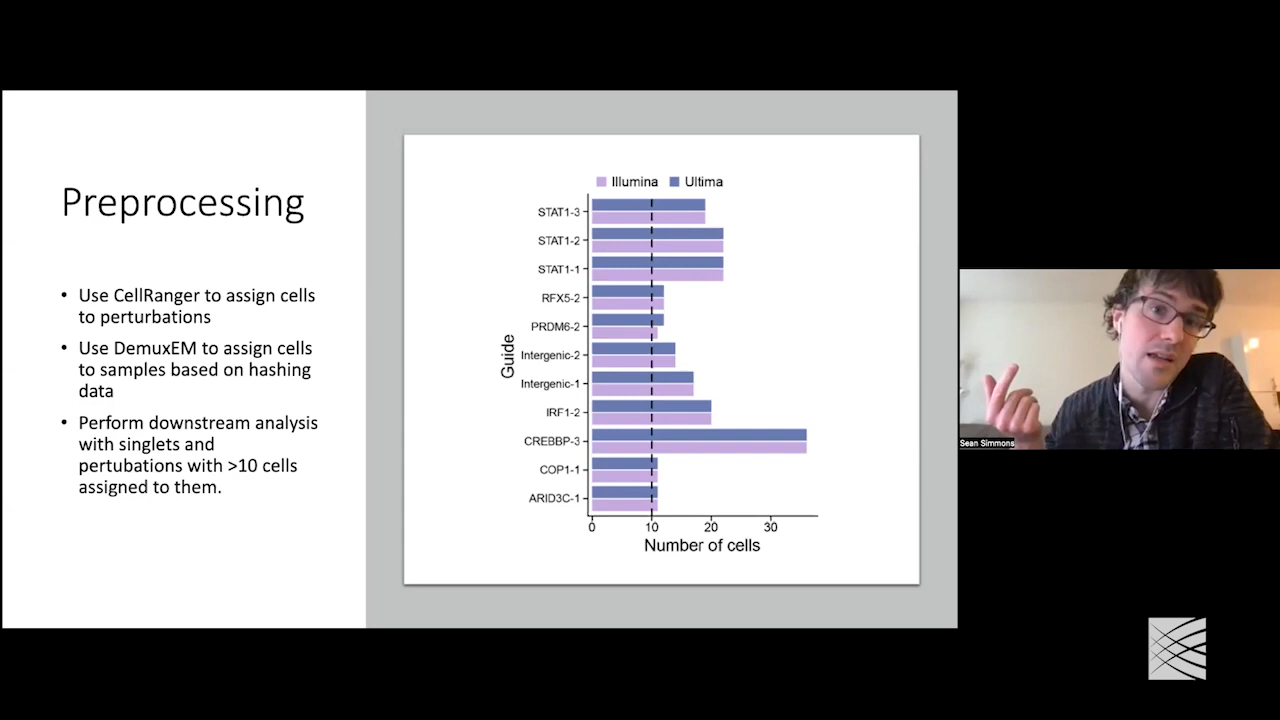 Preprocessing
• Use CellRanger to assign cells
to perturbations
• Use DemuxEM to assign cells
to samples based on hashing
data
• Perform downstream analysis
with singlets and
pertubations with >10 cells
assigned to them.
Illumina Ultima
Guide
STAT1-3
STAT1-2
STAT1-1
RFX5-2
PRDM6-2
Intergenic-2
Intergenic-1
IRF1-2
CREBBP-3
COP1-1
ARID3C-1
0 10 20 30
Number of cells
Sean Simmons